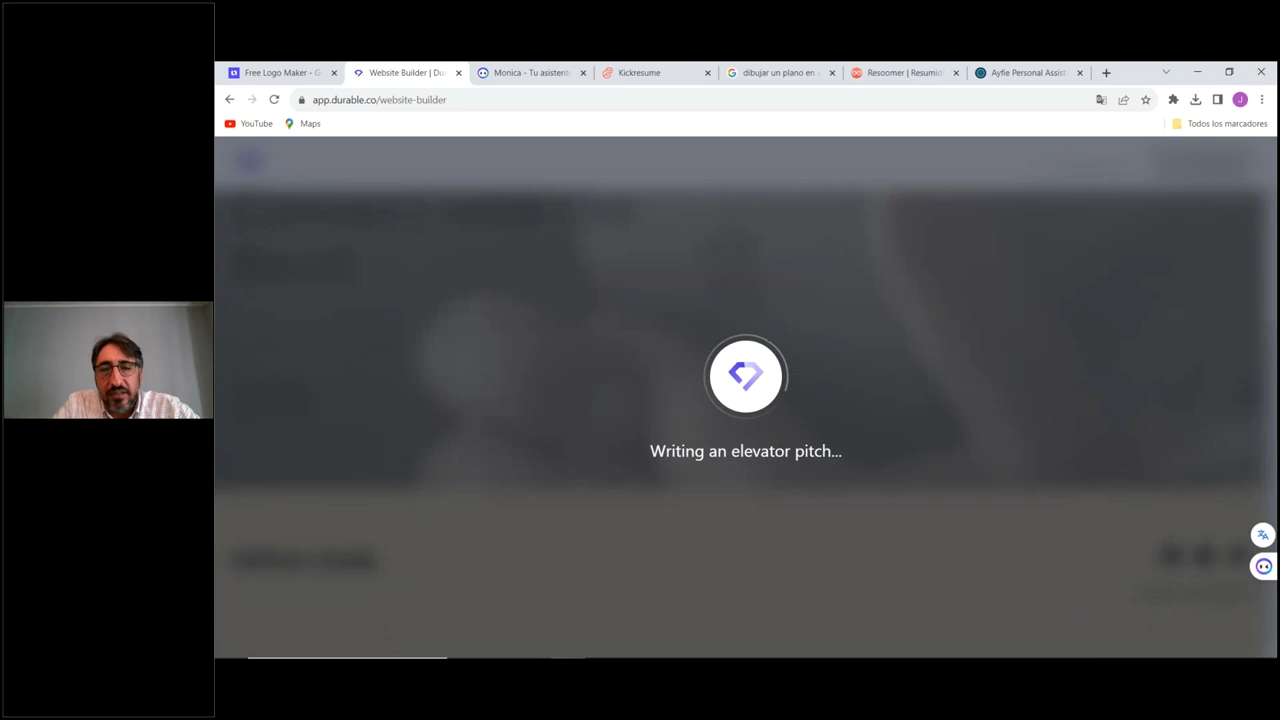 Free Logo Maker - G
Website Builder | Du
Monica - Tu asistent
Kickresume
dibujar un plano en
Resoomer | Resumid
Ayfie Personal Assist
app.durable.co/website-builder
J
YouTube
Maps
Todos los marcadores
Writing an elevator pitch...